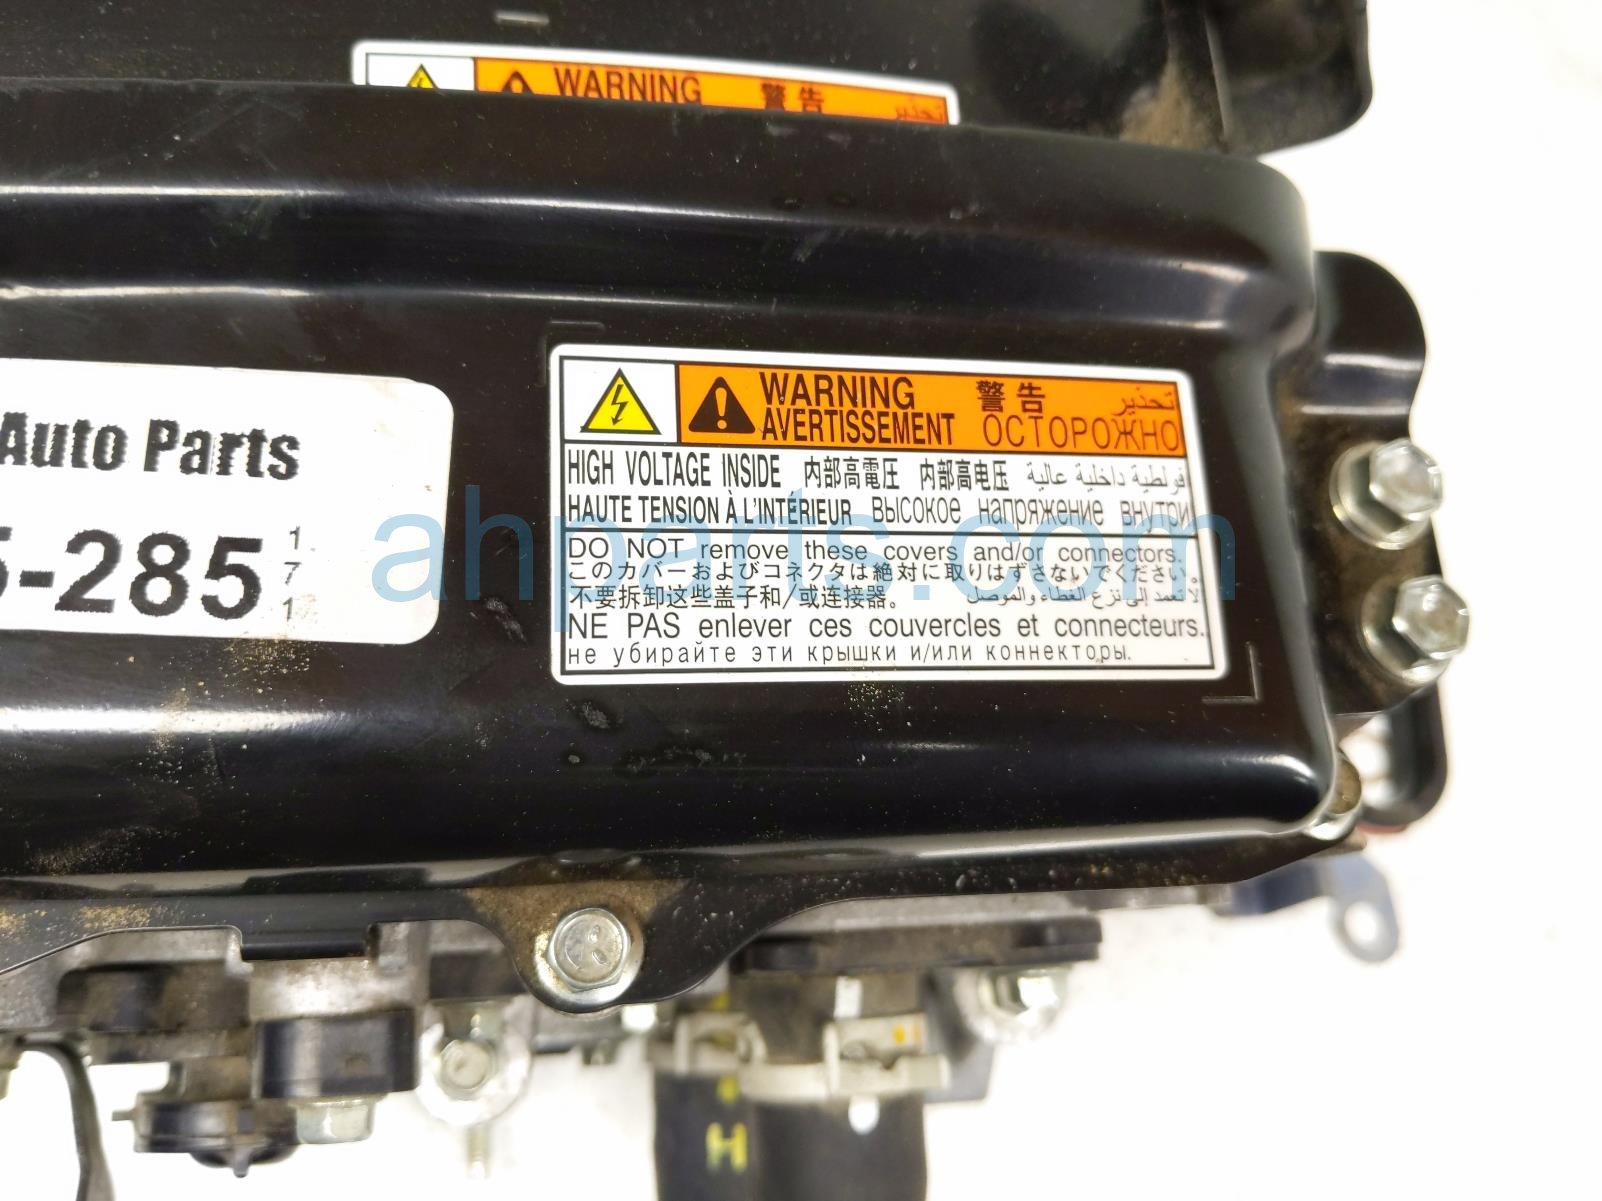 WARNING 警告 تحذير
Auto Parts
5-285
1
7
1
WARNING 警告 تحذير
AVERTISSEMENT ОСТОРОЖНО
HIGH VOLTAGE INSIDE 内部高電圧 内部高电压 فولطية داخلية عالية
HAUTE TENSION À L'INTÉRIEUR Высокое напряжение внутри
DO NOT remove these covers and/or connectors.
このカバーおよびコネクタは絶対に取りはずさないでください。
不要拆卸这些盖子和/或连接器。 لا تعمد إلى نزع الغطاء والموصل
NE PAS enlever ces couvercles et connecteurs.
не убирайте эти крышки и/или коннекторы.
ahparts.com
H